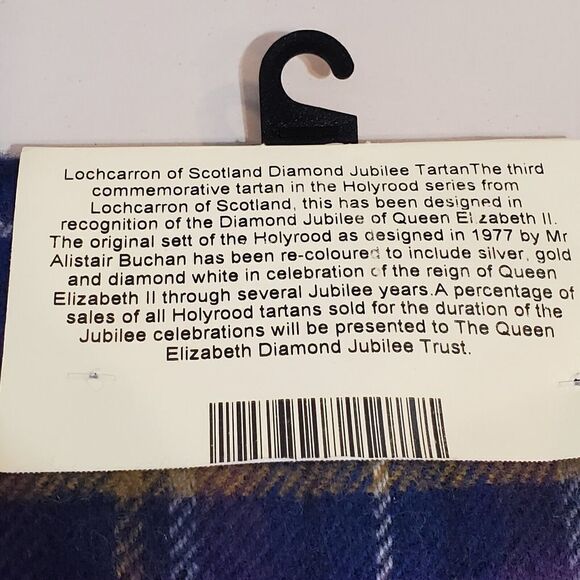 Lochcarron of Scotland Diamond Jubilee TartanThe third
commemorative tartan in the Holyrood series from
Lochcarron of Scotland, this has been designed in
recognition of the Diamond Jubilee of Queen Elizabeth II.
The original sett of the Holyrood as designed in 1977 by Mr
Alistair Buchan has been re-coloured to include silver, gold
and diamond white in celebration of the reign of Queen
Elizabeth II through several Jubilee years.A percentage of
sales of all Holyrood tartans sold for the duration of the
Jubilee celebrations will be presented to The Queen
Elizabeth Diamond Jubilee Trust.